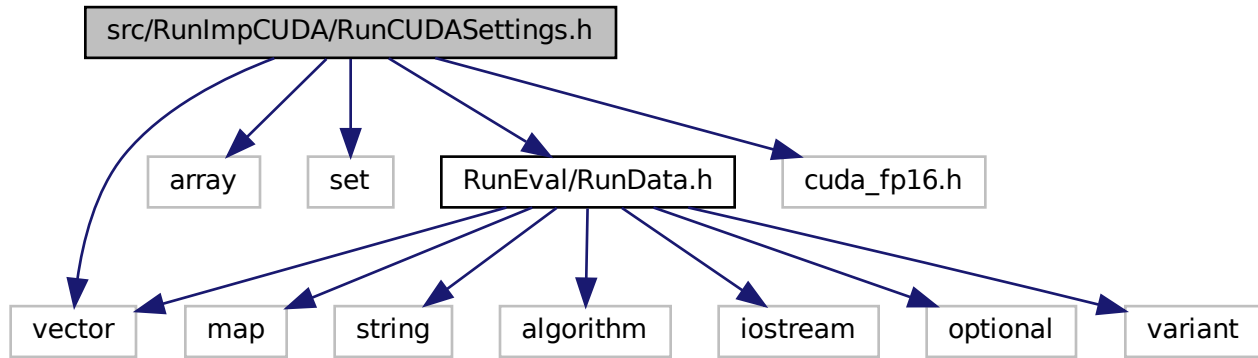 src/RunImpCUDA/RunCUDASettings.h
array
set
RunEval/RunData.h
cuda_fp16.h
vector
map
string
algorithm
iostream
optional
variant